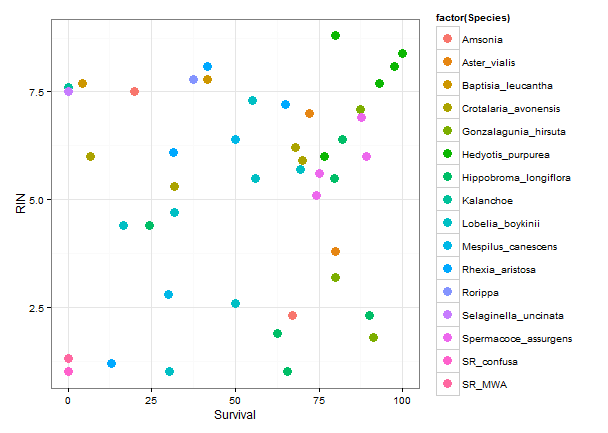 factor(Species)
Amsonia
Aster_vialis
Baptisia_leucantha
Crotalaria_avonensis
Gonzalagunia_hirsuta
Hedyotis_purpurea
Hippobroma_longiflora
Kalanchoe
Lobelia_boykinii
Mespilus_canescens
Rhexia_aristosa
Rorippa
Selaginella_uncinata
Spermacoce_assurgens
SR_confusa
SR_MWA
RIN
7.5
5.0
2.5
0 25 50 75 100
Survival